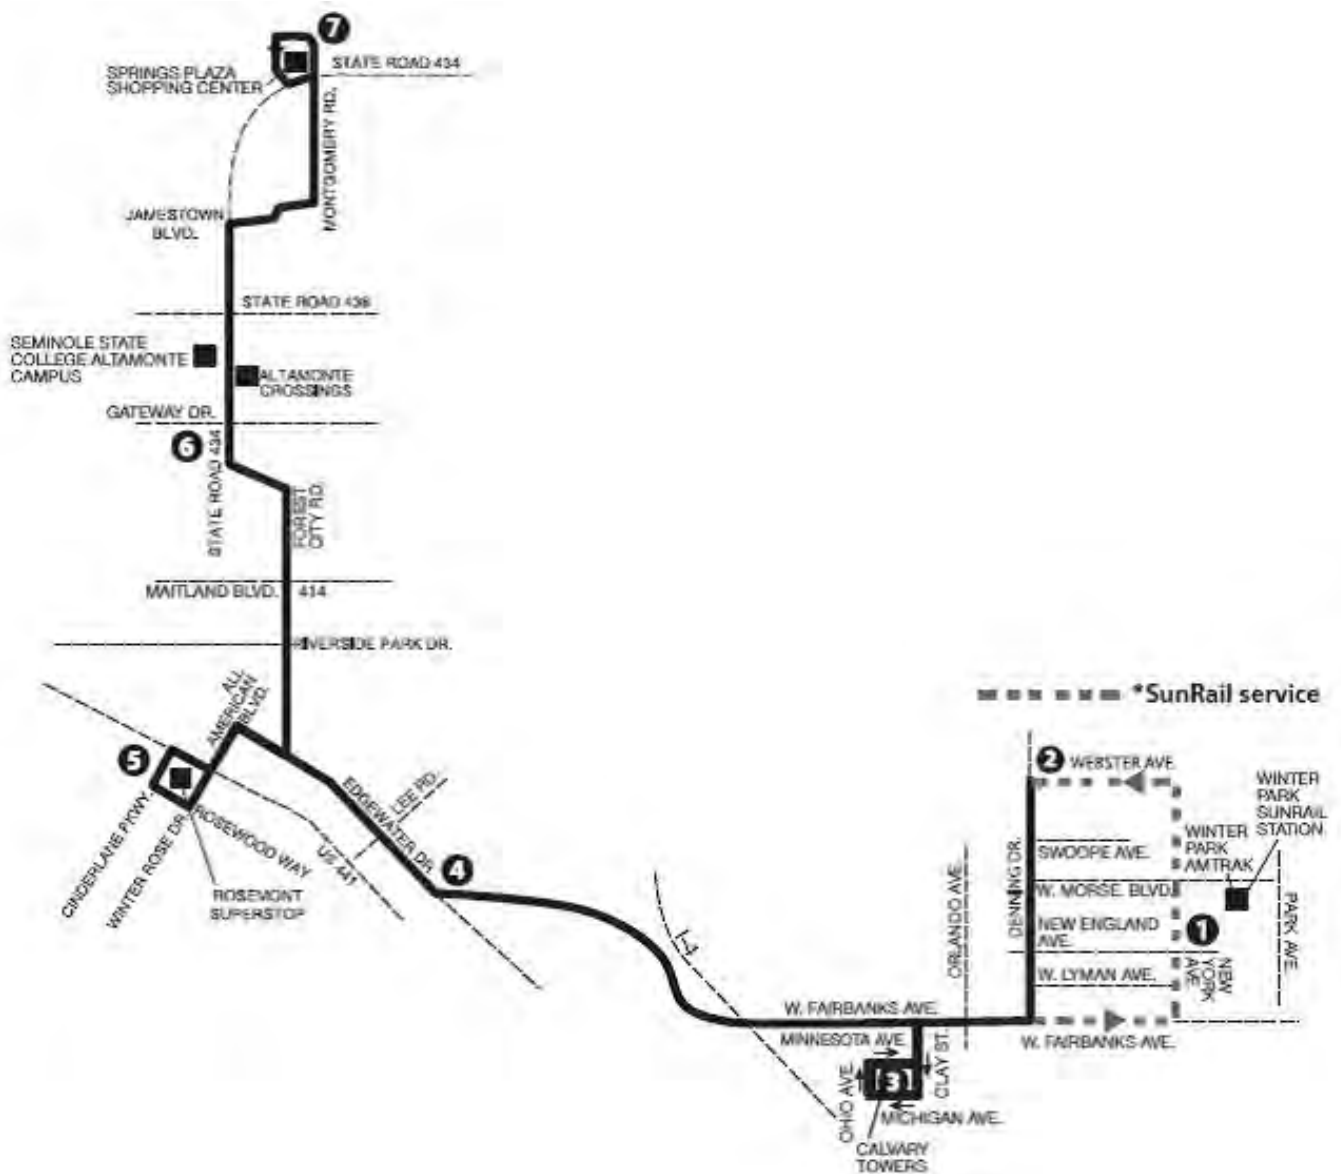 7
STATE ROAD 434
SPRINGS PLAZA
SHOPPING CENTER
MONTGOMERY RD.
JAMESTOWN
BLVD.
STATE ROAD 436
SEMINOLE STATE
COLLEGE ALTAMONTE
CAMPUS
ALTAMONTE
CROSSINGS
GATEWAY DR.
6
STATE ROAD 434
FOREST
CITY RD.
MAITLAND BLVD. 414
RIVERSIDE PARK DR.
ALL
AMERICAN
BLVD.
*SunRail service
5
2
WEBSTER AVE.
WINTER
PARK
SUNRAIL
STATION
EDGEWATER DR.
LEE RD.
CINDERLANE PKWY.
WINTER ROSE DR.
ROSEWOOD WAY
US 441
ROSEMONT
SUPERSTOP
4
ORLANDO AVE.
DENNING DR.
SWOOPE AVE.
WINTER
PARK
AMTRAK
W. MORSE. BLVD.
NEW ENGLAND
AVE.
1
PARK AVE.
I-4
W. LYMAN AVE.
NEW
YORK
AVE.
W. FAIRBANKS AVE.
MINNESOTA AVE.
W. FAIRBANKS AVE.
CLAY ST.
3
OHIO AVE.
MICHIGAN AVE.
CALVARY
TOWERS